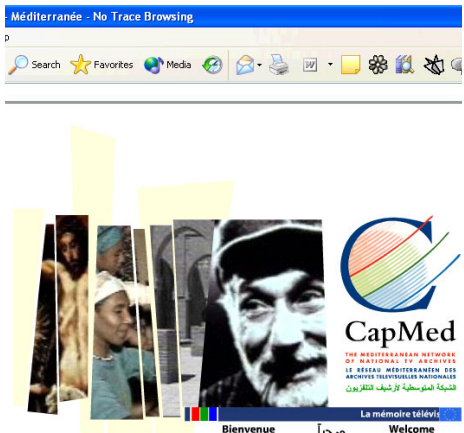 - Méditerranée - No Trace Browsing
p
Search Favorites Media
CapMed
THE MEDITERRANEAN NETWORK
OF NATIONAL TV ARCHIVES
LE RÉSEAU MÉDITERRANÉEN DES
ARCHIVES TÉLÉVISUELLES NATIONALES
الشبكة المتوسطية لأرشيف التلفزيون
La mémoire télévis
Bienvenue مرحباً Welcome